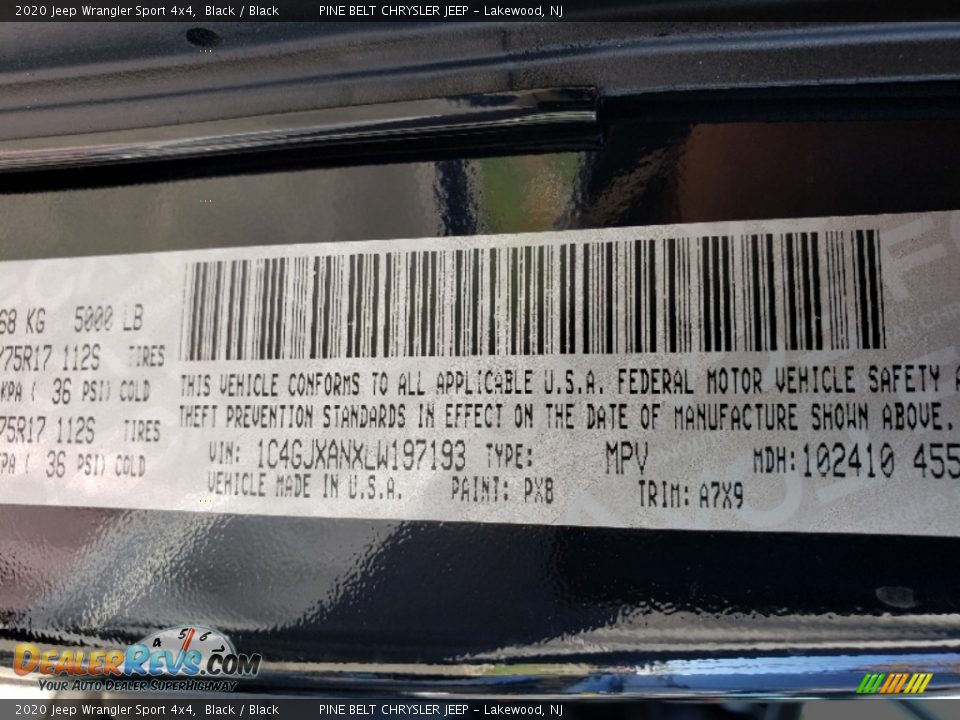 2020 Jeep Wrangler Sport 4x4, Black / Black PINE BELT CHRYSLER JEEP - Lakewood, NJ
68 KG 5000 LB
75R17 112S TIRES
KPA ( 36 PSI) COLD
75R17 112S TIRES
KPA ( 36 PSI) COLD
THIS VEHICLE CONFORMS TO ALL APPLICABLE U.S.A. FEDERAL MOTOR VEHICLE SAFETY
THEFT PREVENTION STANDARDS IN EFFECT ON THE DATE OF MANUFACTURE SHOWN ABOVE.
VIN: 1C4GJXANXLW197193 TYPE: MPV MDH: 102410 455
VEHICLE MADE IN U.S.A. PAINT: PX8 TRIM: A7X9
4 5 6
DEALERREVS.COM
YOUR AUTO DEALER SUPERHIGHWAY
2020 Jeep Wrangler Sport 4x4, Black / Black PINE BELT CHRYSLER JEEP - Lakewood, NJ